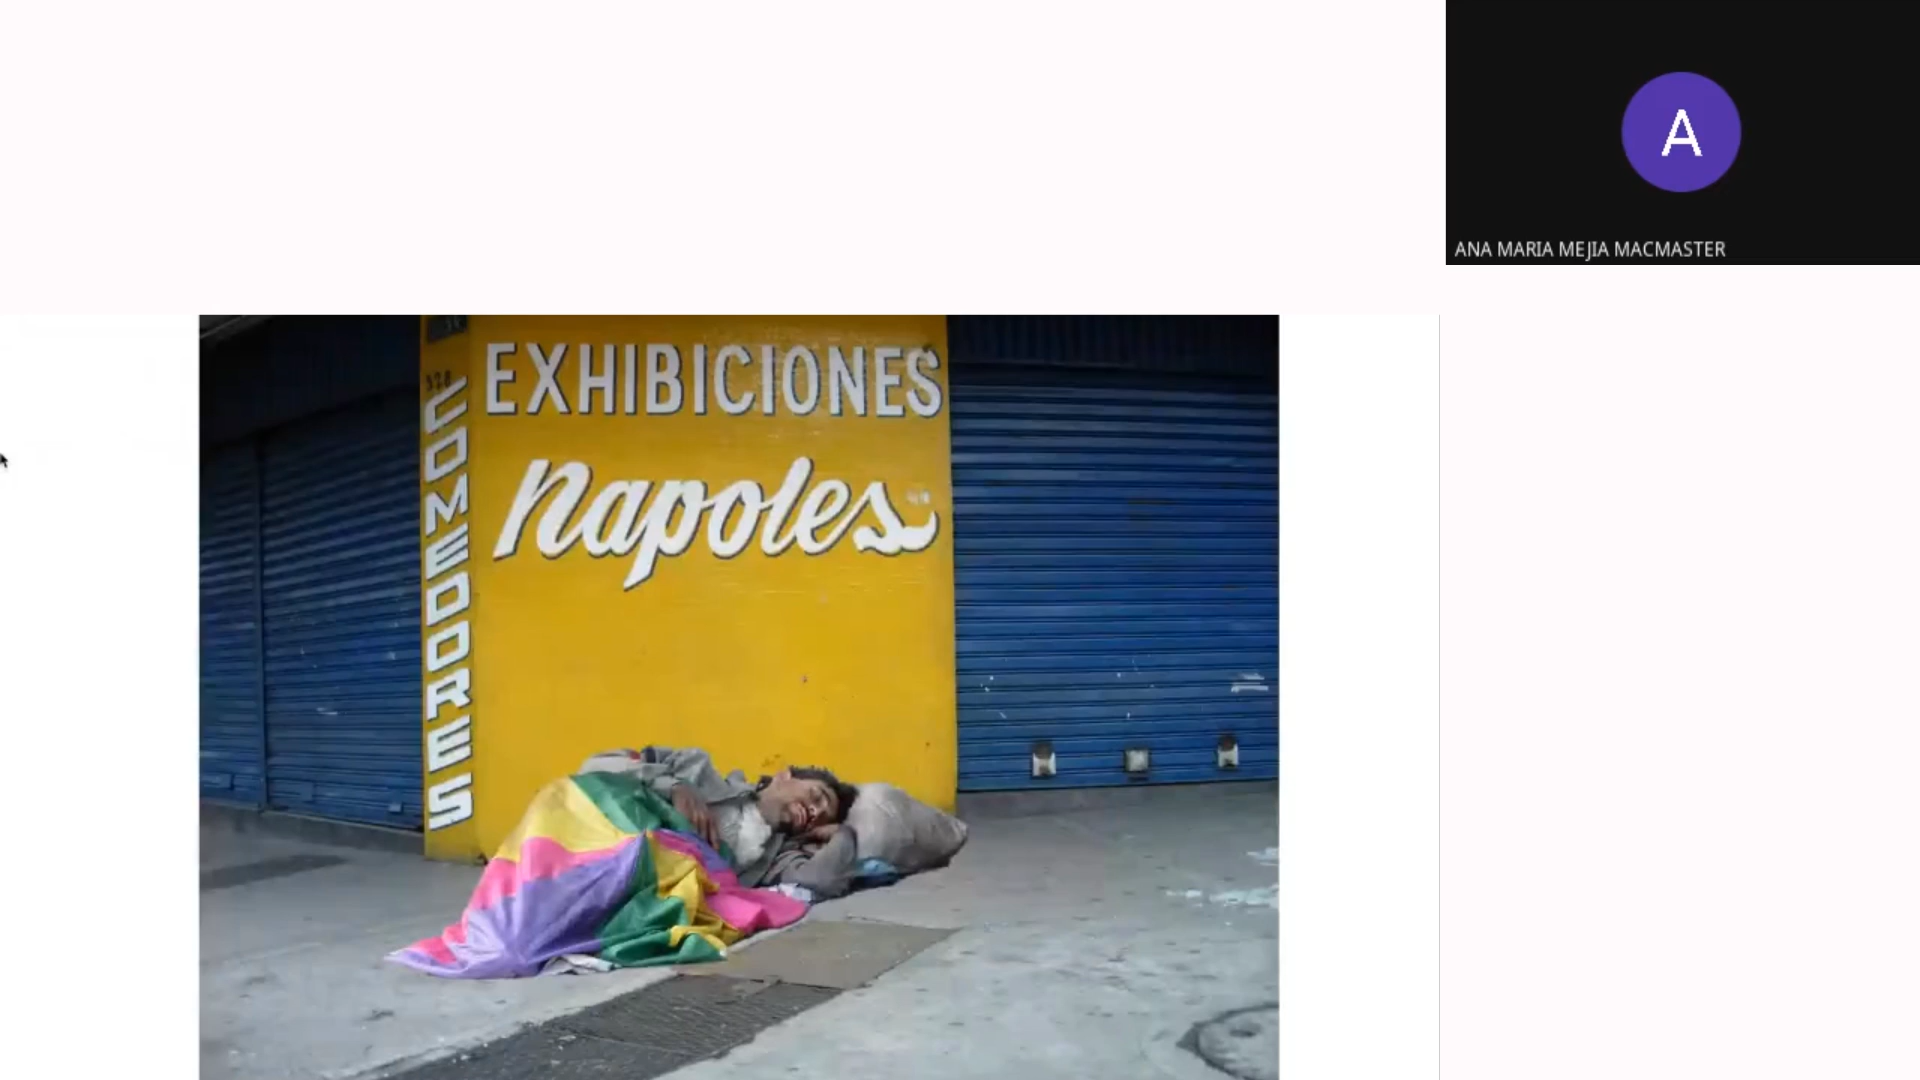 A
ANA MARIA MEJIA MACMASTER
EXHIBICIONES
Napoles
COMEDORES